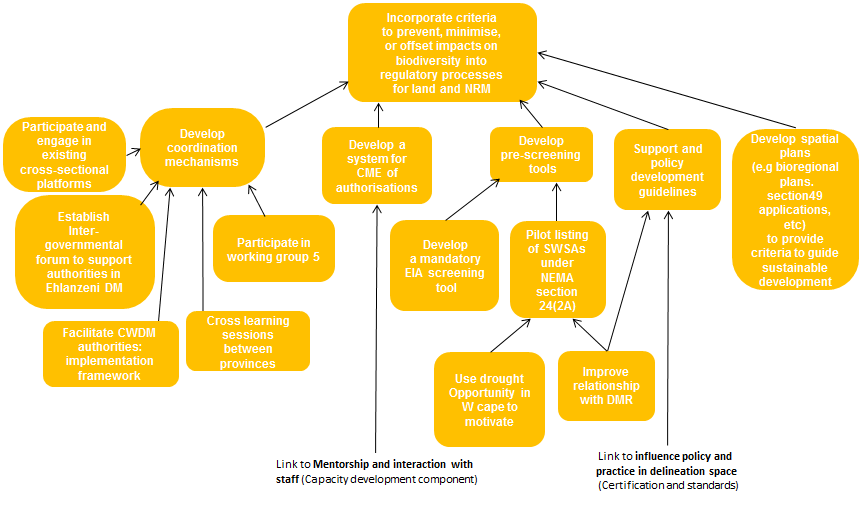 Incorporate criteria
to prevent, minimise,
or offset impacts on
biodiversity into
regulatory processes
for land and NRM
Participate and
engage in
existing
cross-sectional
platforms
Develop
coordination
mechanisms
Develop a
system for
CME of
authorisations
Develop
pre-screening
tools
Support and
policy
development
guidelines
Develop spatial
plans
(e.g bioregional
plans.
section49
applications,
etc)
to provide
criteria to guide
sustainable
development
Establish
Inter-
governmental
forum to support
authorities in
Ehlanzeni DM
Participate in
working group 5
Develop
a mandatory
EIA screening
tool
Pilot listing
of SWSAs
under
NEMA
section
24(2A)
Facilitate CWDM
authorities:
implementation
framework
Cross learning
sessions
between
provinces
Use drought
Opportunity in
W cape to
motivate
Improve
relationship
with DMR
Link to Mentorship and interaction with
staff (Capacity development component)
Link to influence policy and
practice in delineation space
(Certification and standards)